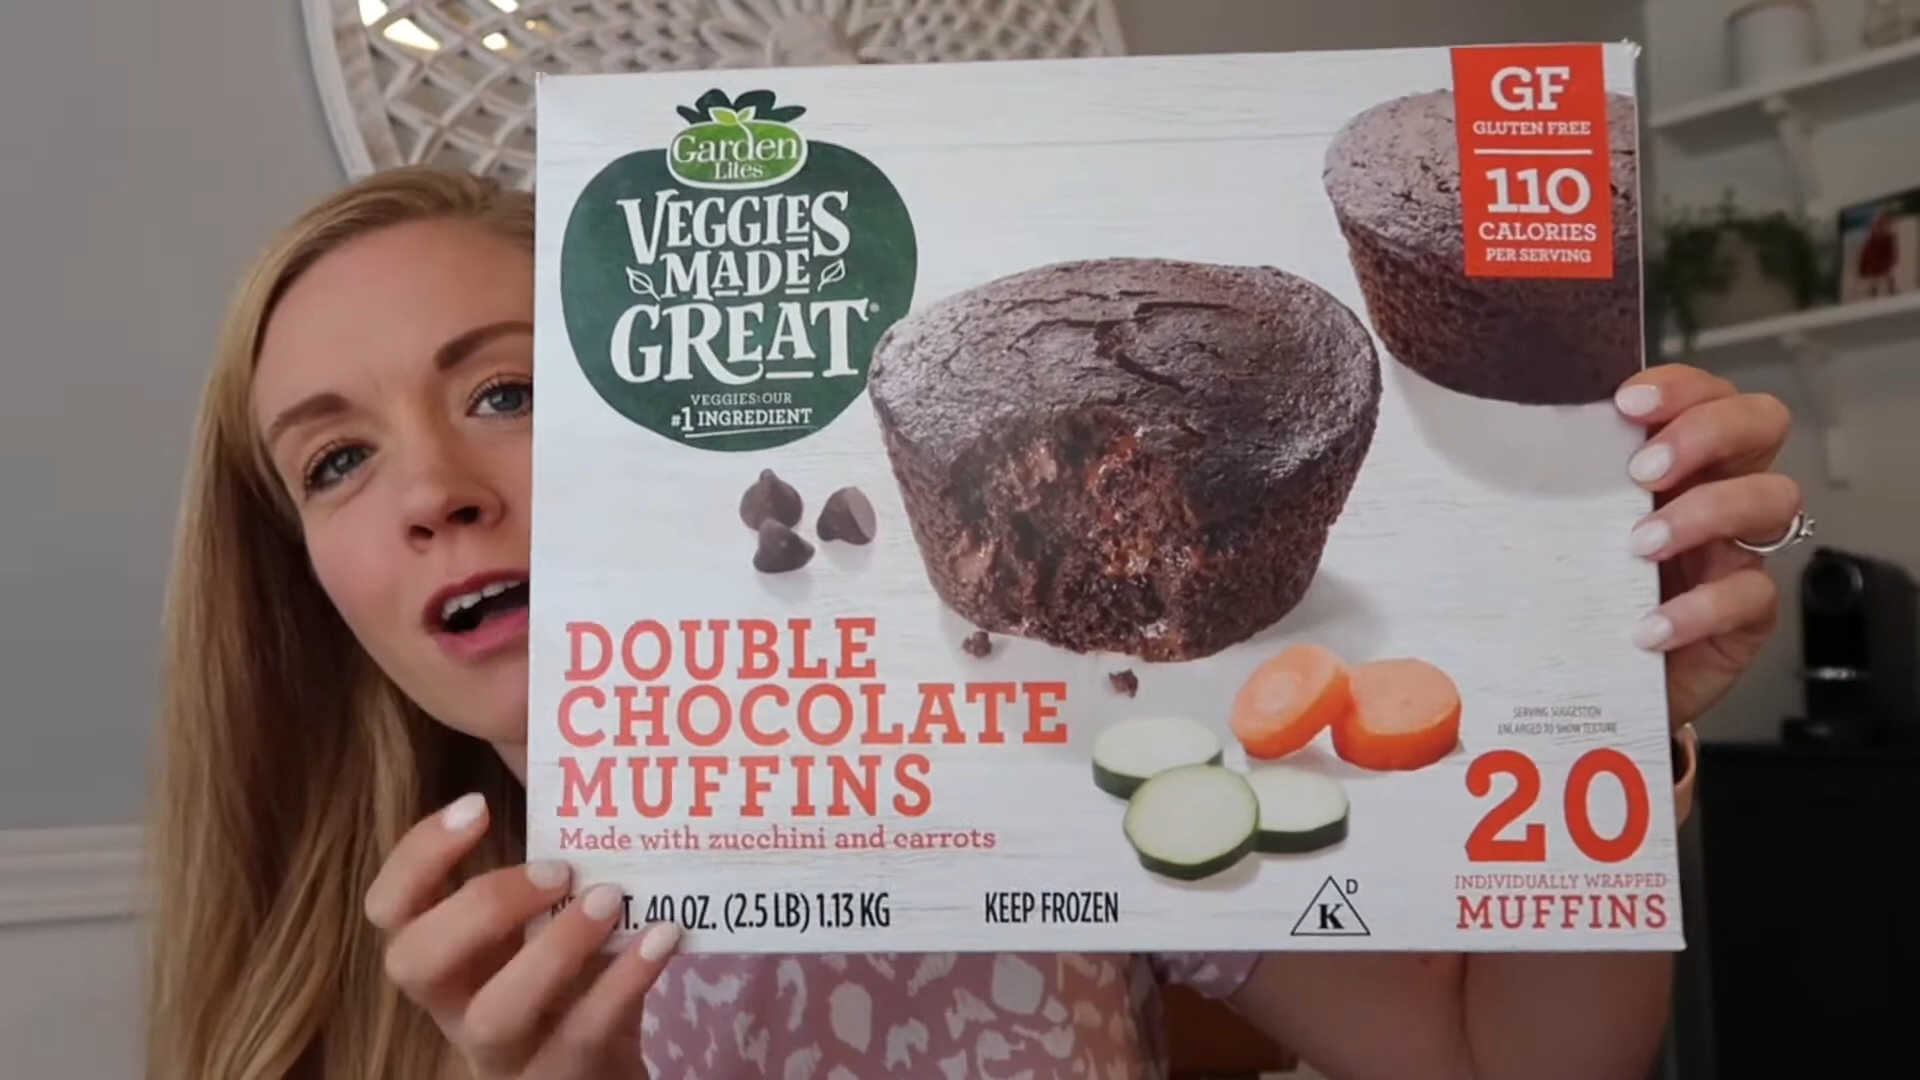 Garden
Lites
VEGGIES
MADE
GREAT®
VEGGIES: OUR
#1 INGREDIENT
GF
GLUTEN FREE
110
CALORIES
PER SERVING
DOUBLE
CHOCOLATE
MUFFINS
Made with zucchini and carrots
SERVING SUGGESTION
ENLARGED TO SHOW TEXTURE
20
INDIVIDUALLY WRAPPED
MUFFINS
40 OZ. (2.5 LB) 1.13 KG
KEEP FROZEN
K D